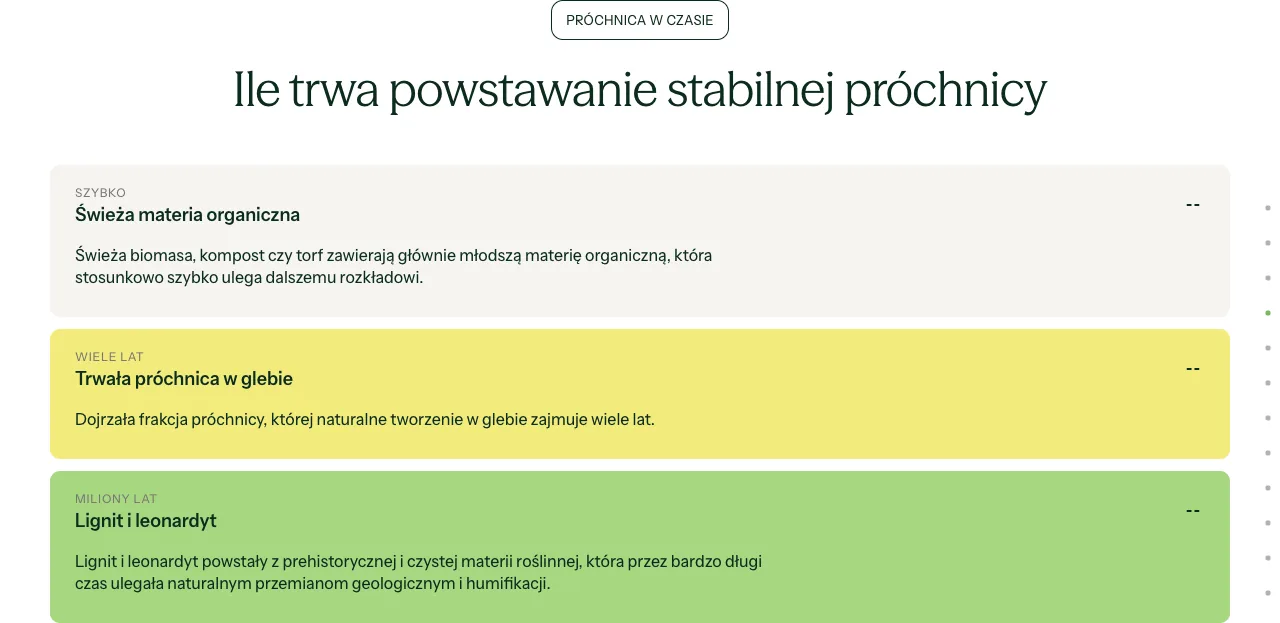 PRÓCHNICA W CZASIE
Ile trwa powstawanie stabilnej próchnicy
SZYBKO
Świeża materia organiczna
--
Świeża biomasa, kompost czy torf zawierają głównie młodszą materię organiczną, która
stosunkowo szybko ulega dalszemu rozkładowi.
WIELE LAT
Trwała próchnica w glebie
--
Dojrzała frakcja próchnicy, której naturalne tworzenie w glebie zajmuje wiele lat.
MILIONY LAT
Lignit i leonardyt
--
Lignit i leonardyt powstały z prehistorycznej i czystej materii roślinnej, która przez bardzo długi
czas ulegała naturalnym przemianom geologicznym i humifikacji.